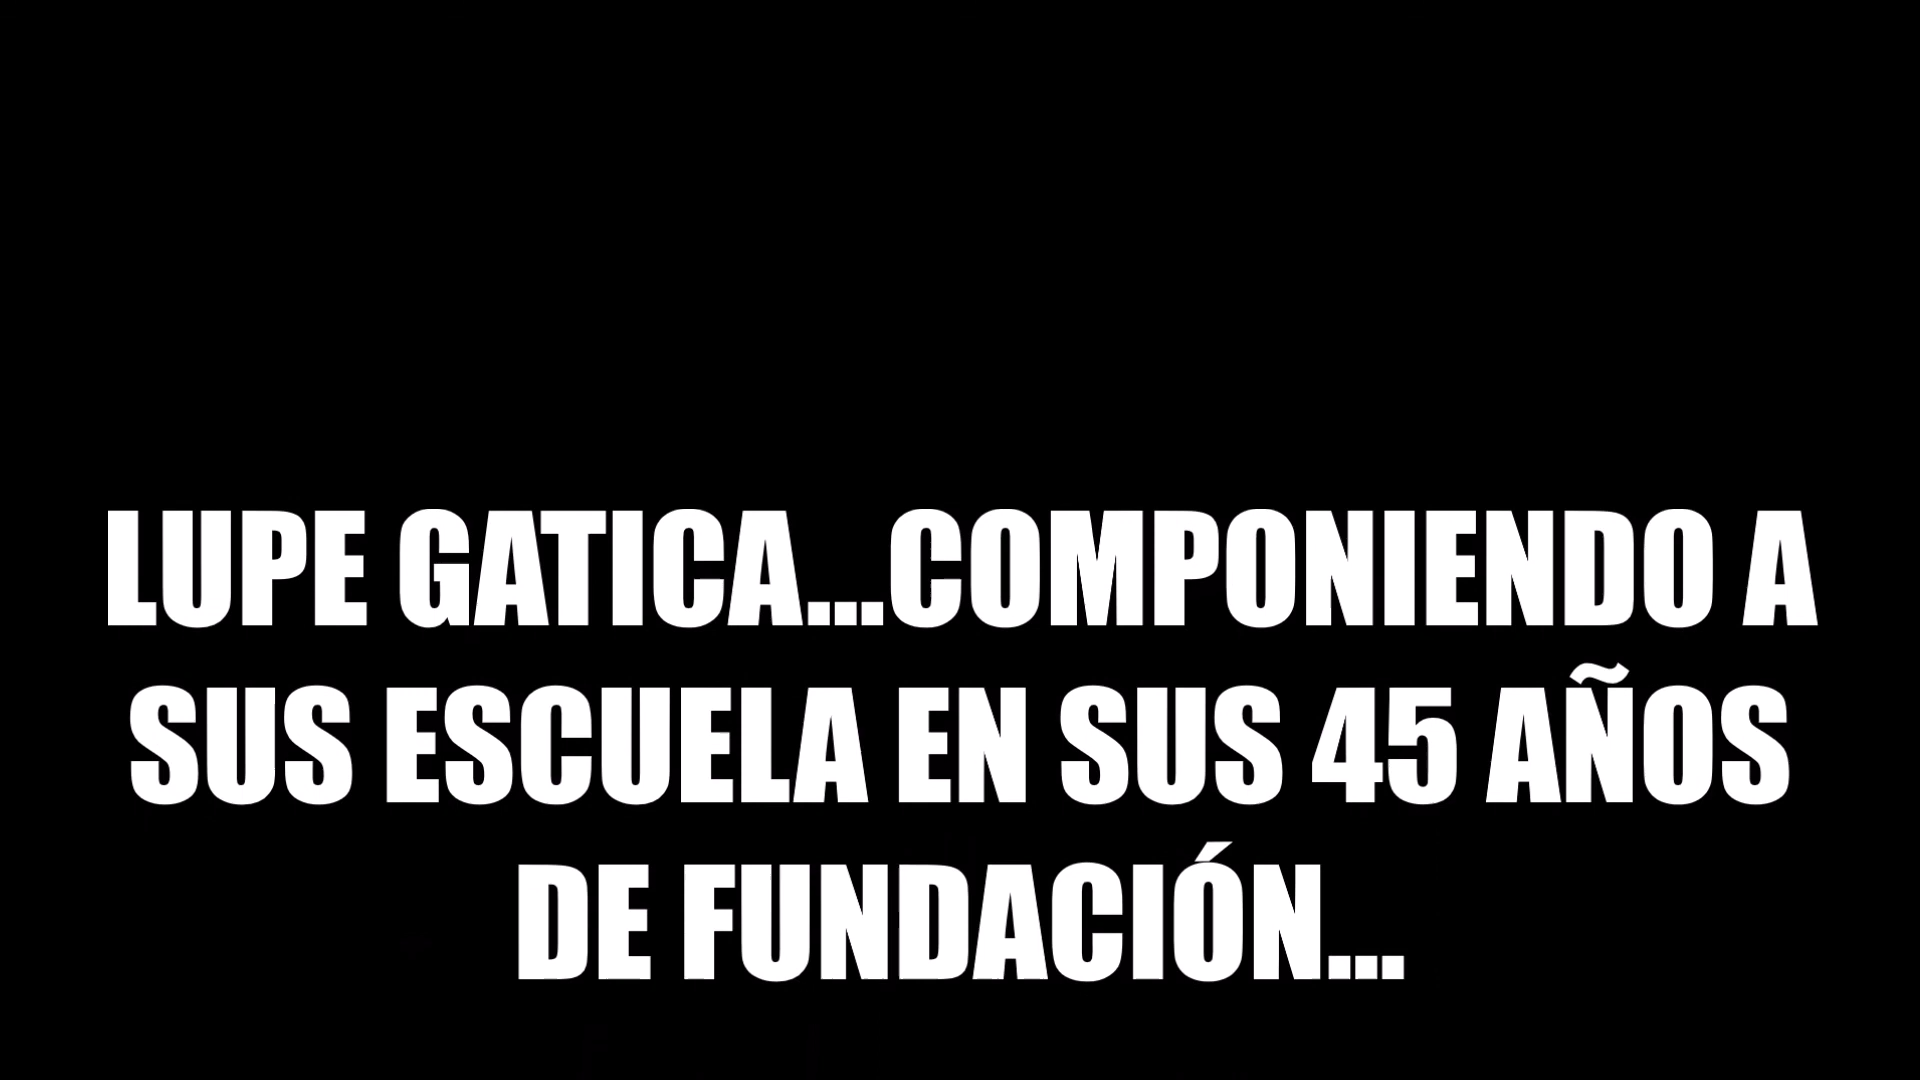 LUPE GATICA...COMPONIENDO A
SUS ESCUELA EN SUS 45 AÑOS
DE FUNDACIÓN...